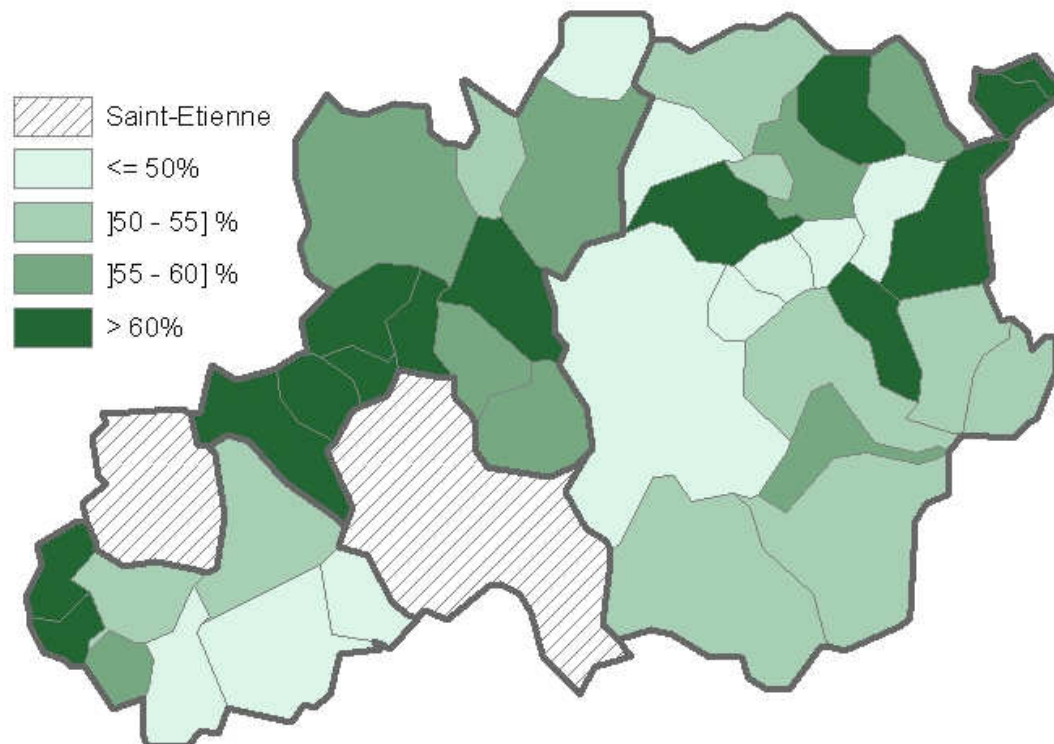 Saint-Etienne
<= 50%
]50 - 55] %
]55 - 60] %
> 60%